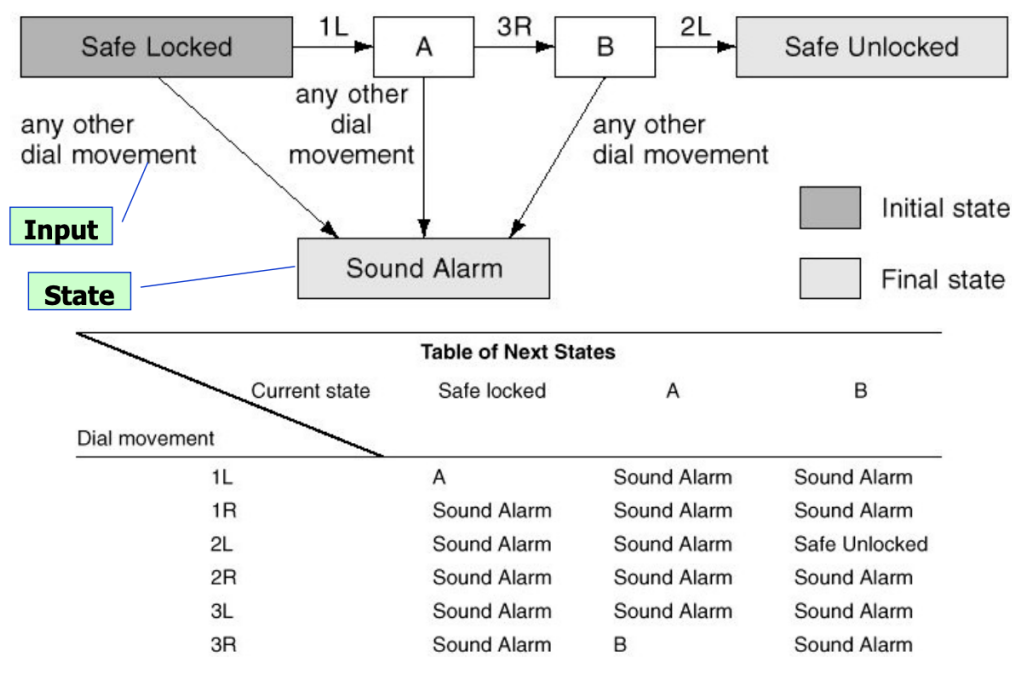 Safe Locked
1L
A
3R
B
2L
Safe Unlocked
any other
dial movement
any other
dial
movement
any other
dial movement
Input
State
Sound Alarm
Initial state
Final state
Table of Next States
Current state Safe locked A B
Dial movement
1L A Sound Alarm Sound Alarm
1R Sound Alarm Sound Alarm Sound Alarm
2L Sound Alarm Sound Alarm Safe Unlocked
2R Sound Alarm Sound Alarm Sound Alarm
3L Sound Alarm Sound Alarm Sound Alarm
3R Sound Alarm B Sound Alarm